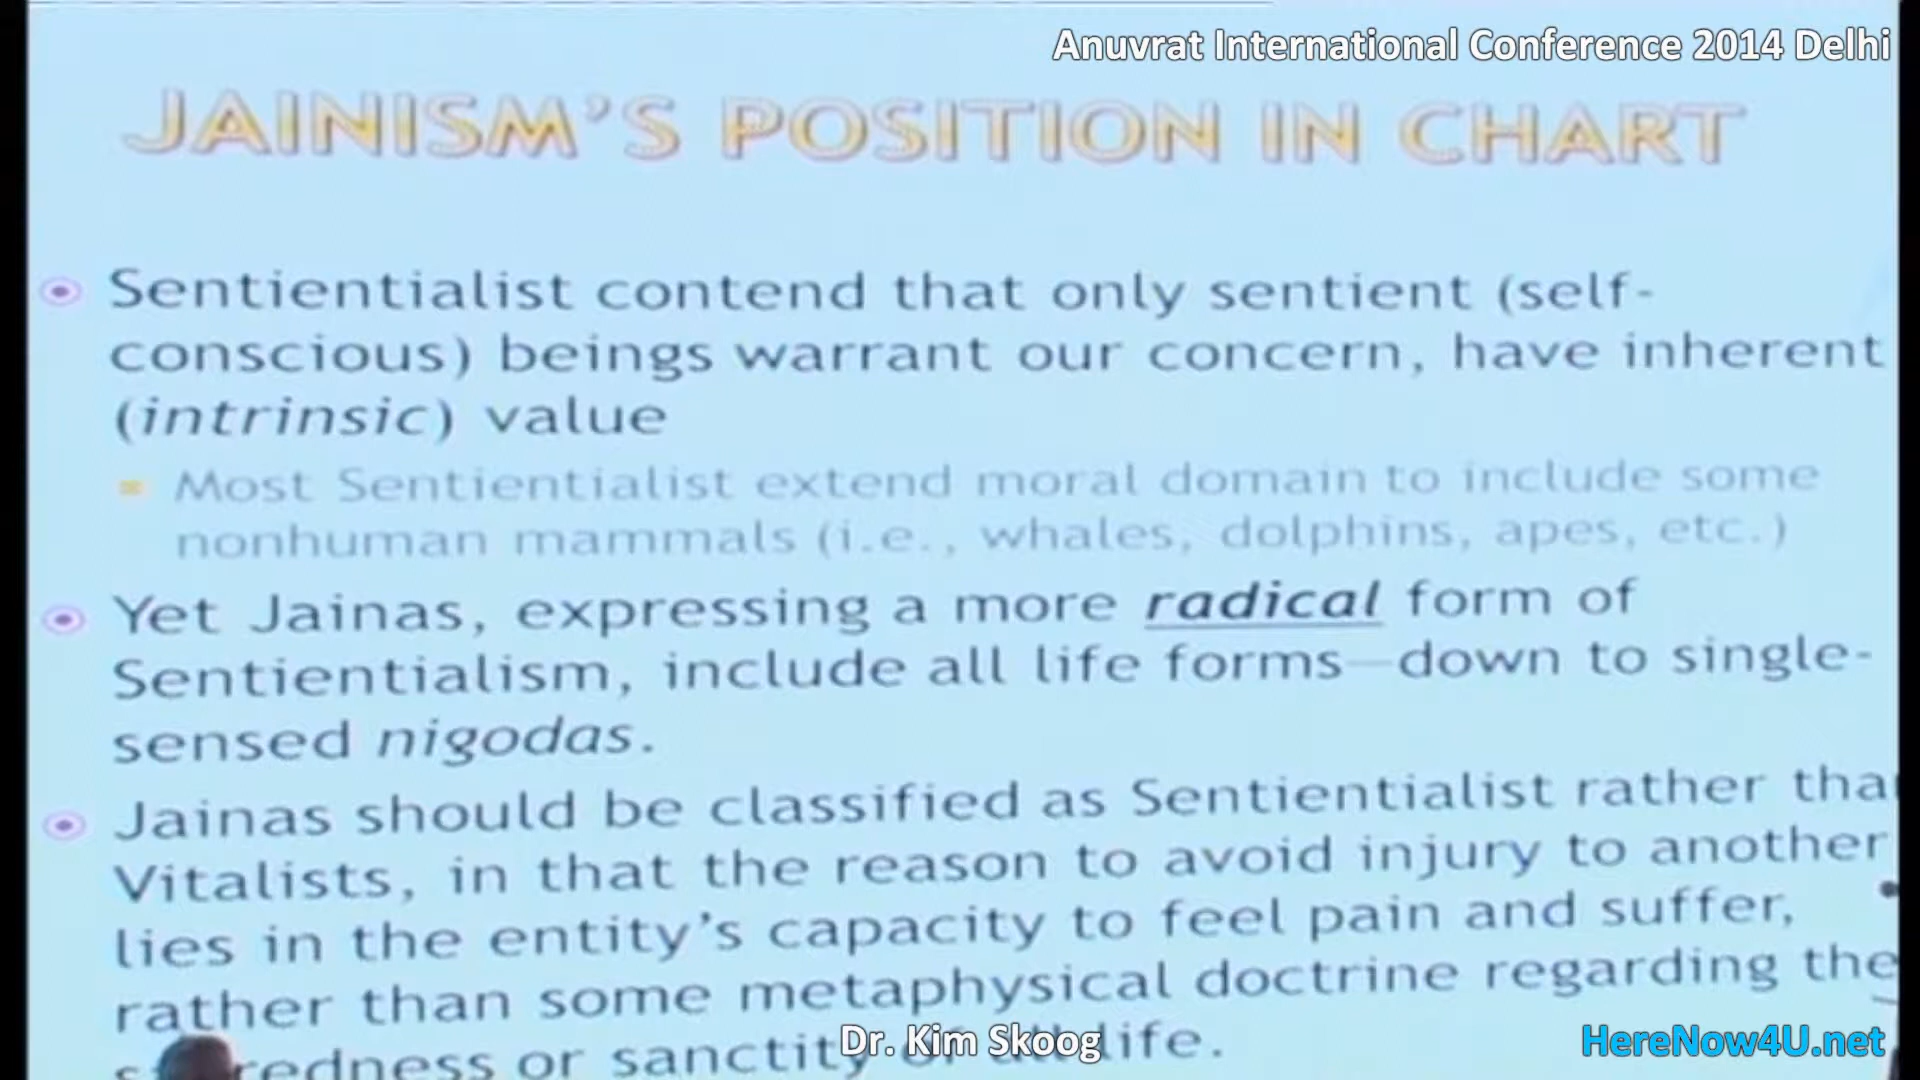 Anuvrat International Conference 2014 Delhi
JAINISM'S POSITION IN CHART
Sentientialist contend that only sentient (self-
conscious) beings warrant our concern, have inherent
(intrinsic) value
Most Sentientialist extend moral domain to include some
nonhuman mammals (i.e., whales, dolphins, apes, etc.)
Yet Jainas, expressing a more radical form of
Sentientialism, include all life forms—down to single-
sensed nigodas.
Jainas should be classified as Sentientialist rather
Vitalists, in that the reason to avoid injury to another
lies in the entity's capacity to feel pain and suffer,
rather than some metaphysical doctrine regarding the
or sanctity life.
Dr. Kim Skoog
HereNow4U.net